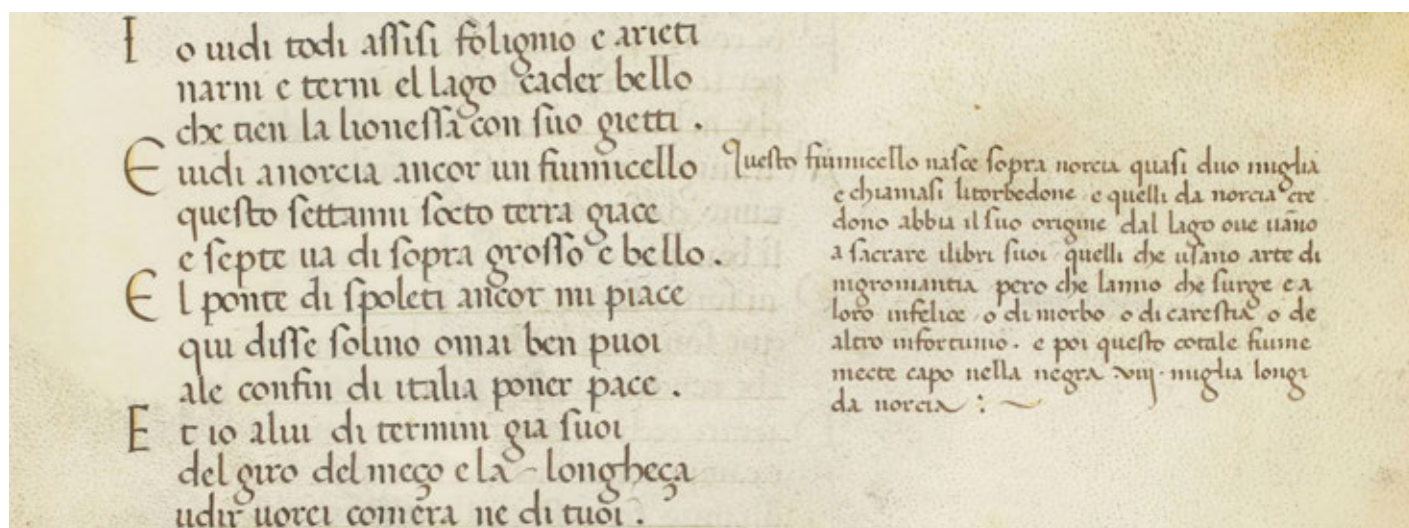 Io uidi todi assisi foligno e arieti
narni e terni el lago cader bello
che tien la lionessa con suo gietti .
E uidi anorcia ancor un fiumicello
questo settanni socto terra giace
e septe ua di sopra grosso e bello .
El ponte di spoleti ancor mi piace
qui disse solino omai ben puoi
ale confin di italia poner pace .
Et io alui di termini gia suoi
del giro del meço e la longheça
udir uorei comera ne di tuoi .
Questo fiumicello nasce sopra norcia quasi duo miglia
e chiamasi litorbedone e quelli da norcia cre
dono abbia il suo origine dal lago oue uāno
a sacrare ilibri suoi quelli che usano arte di
nigromantia pero che lanno che surge e a
loro infelice o di morbo o di carestia o de
altro infortunio . e poi questo cotale fiume
mecte capo nella negra viij miglia longi
da norcia :~